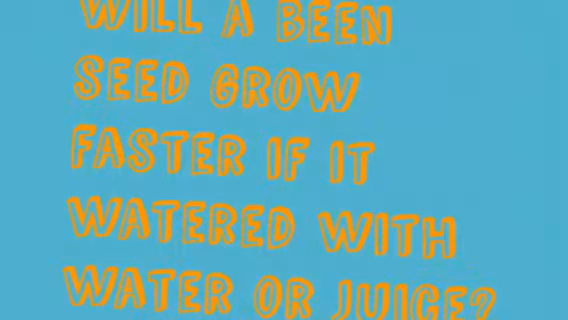 WILL A BEEN
SEED GROW
FASTER IF IT
WATERED WITH
WATER OR JUICE?